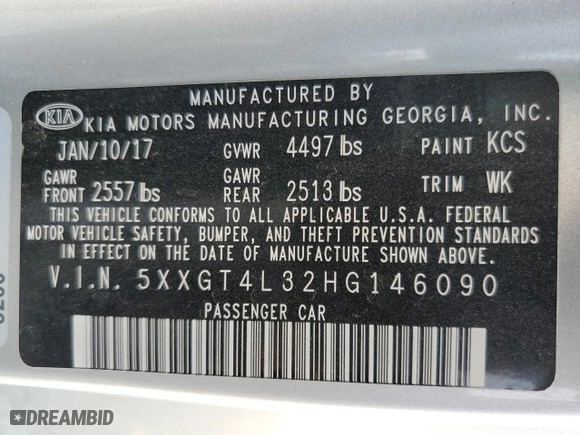 MANUFACTURED BY
KIA KIA MOTORS MANUFACTURING GEORGIA, INC.
JAN/10/17 GVWR 4497 lbs PAINT KCS
GAWR FRONT 2557 lbs GAWR REAR 2513 lbs TRIM WK
THIS VEHICLE CONFORMS TO ALL APPLICABLE U.S.A. FEDERAL
MOTOR VEHICLE SAFETY, BUMPER, AND THEFT PREVENTION STANDARDS
IN EFFECT ON THE DATE OF MANUFACTURE SHOWN ABOVE.
V.I.N. 5XXGT4L32HG146090
PASSENGER CAR
DREAMBID